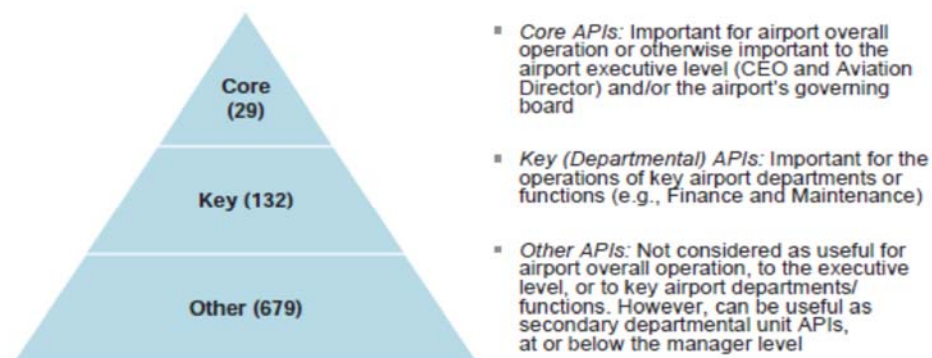 Core
(29)
Key (132)
Other (679)
▪ Core APIs: Important for airport overall
operation or otherwise important to the
airport executive level (CEO and Aviation
Director) and/or the airport's governing
board
▪ Key (Departmental) APIs: Important for the
operations of key airport departments or
functions (e.g., Finance and Maintenance)
▪ Other APIs: Not considered as useful for
airport overall operation, to the executive
level, or to key airport departments/
functions. However, can be useful as
secondary departmental unit APIs,
at or below the manager level